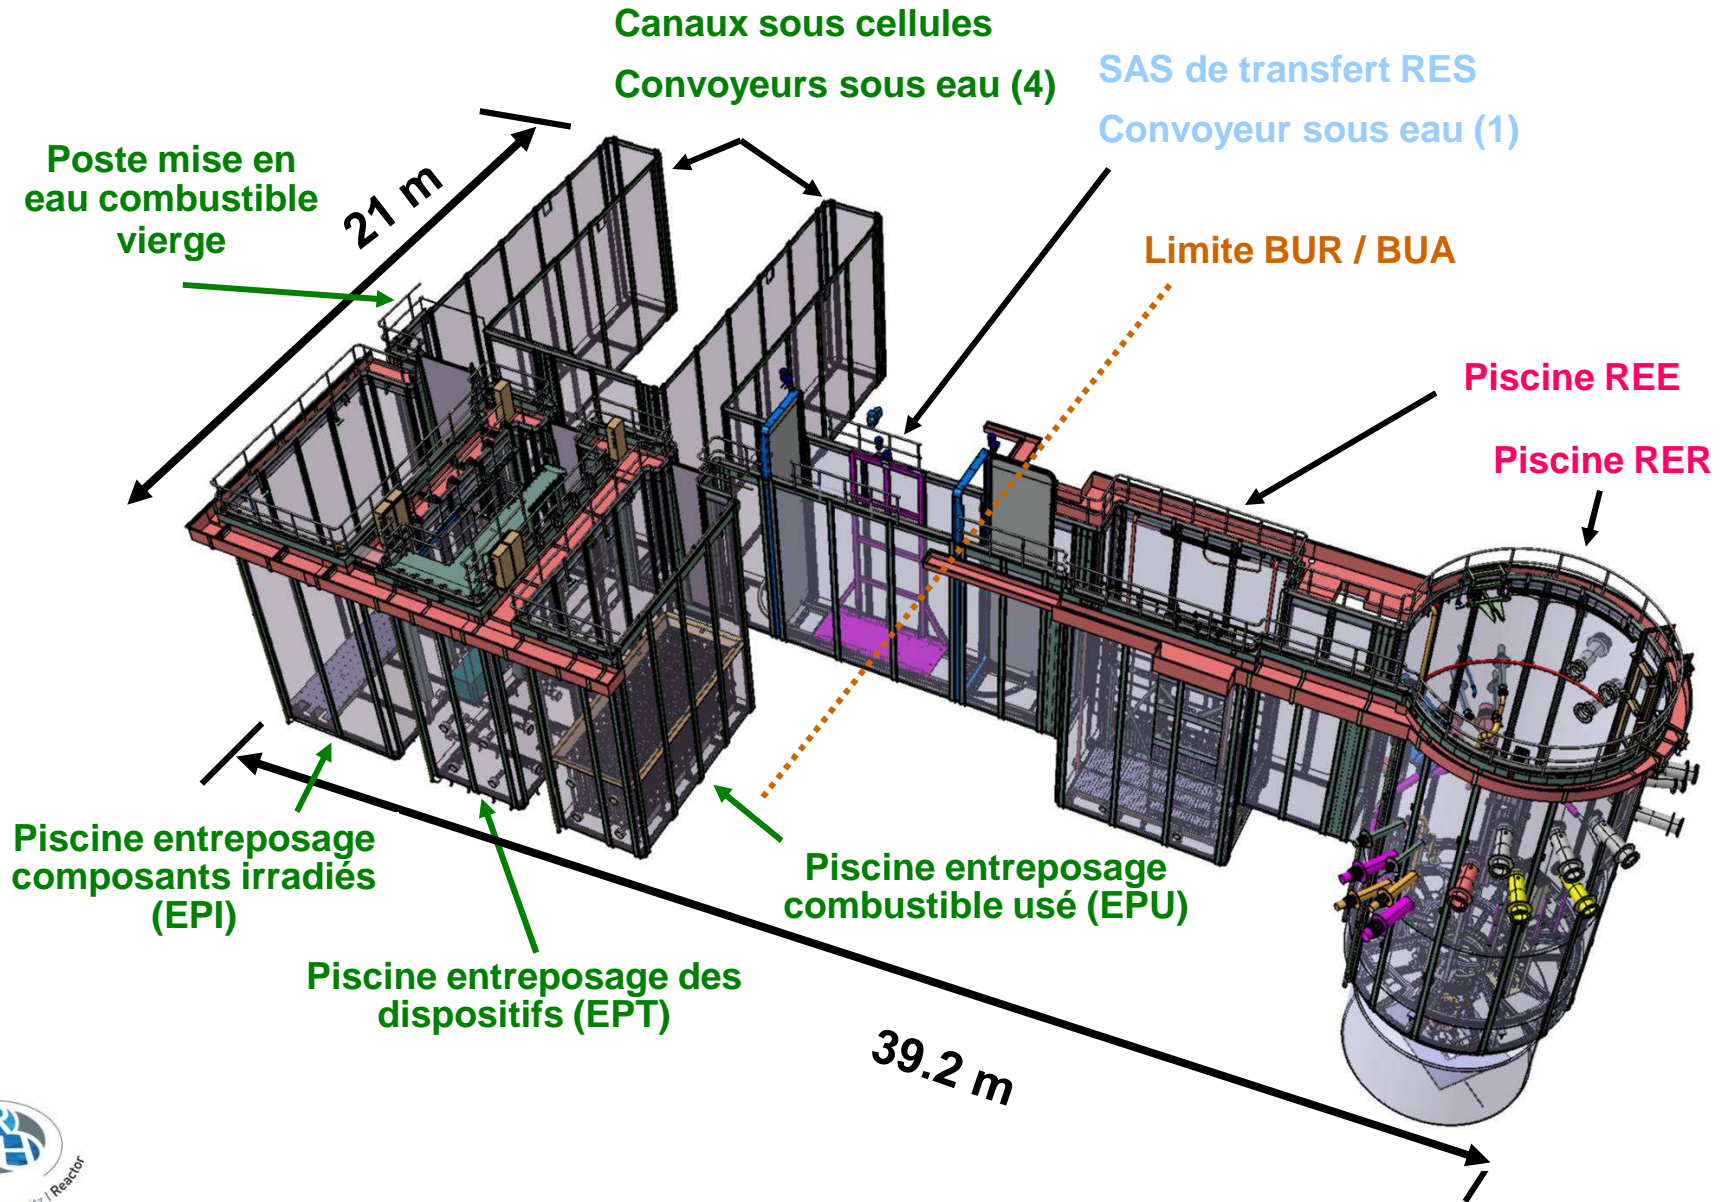 Canaux sous cellules
Convoyeurs sous eau (4)
SAS de transfert RES
Convoyeur sous eau (1)
Poste mise en
eau combustible
vierge
21 m
Limite BUR / BUA
Piscine REE
Piscine RER
Piscine entreposage
composants irradiés
(EPI)
Piscine entreposage
combustible usé (EPU)
Piscine entreposage des
dispositifs (EPT)
39.2 m
Reactor